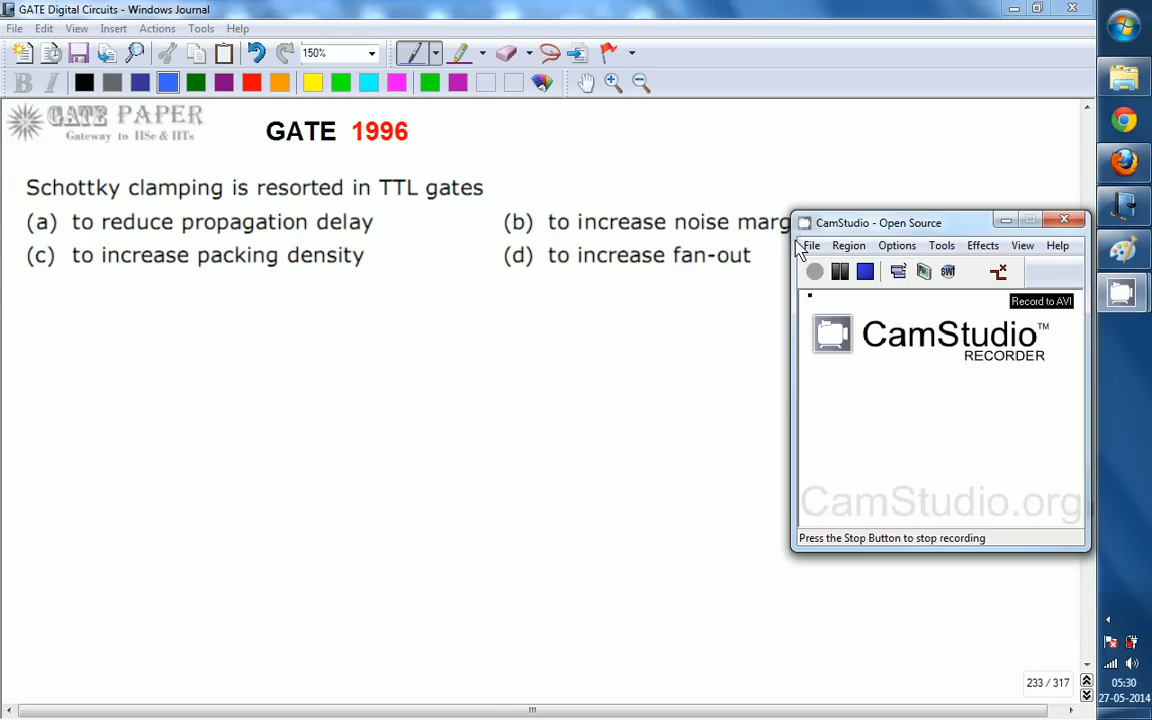 GATE Digital Circuits - Windows Journal
File Edit View Insert Actions Tools Help
150%
B I
GATE PAPER
Gateway to IISc & IITs
GATE 1996
Schottky clamping is resorted in TTL gates
(a) to reduce propagation delay
(b) to increase noise marg
(c) to increase packing density
(d) to increase fan-out
CamStudio - Open Source
File Region Options Tools Effects View Help
SWF
Record to AVI
CamStudio™
RECORDER
CamStudio.org
Press the Stop Button to stop recording
233 / 317
05:30
27-05-2014